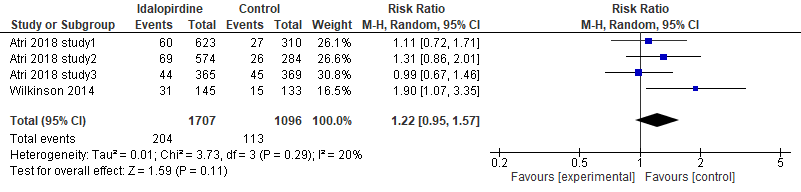 Idalopirdine Control Risk Ratio Risk Ratio
Study or Subgroup Events Total Events Total Weight M-H, Random, 95% CI M-H, Random, 95% CI
Atri 2018 study1 60 623 27 310 26.1% 1.11 [0.72, 1.71]
Atri 2018 study2 69 574 26 284 26.6% 1.31 [0.86, 2.01]
Atri 2018 study3 44 365 45 369 30.8% 0.99 [0.67, 1.46]
Wilkinson 2014 31 145 15 133 16.5% 1.90 [1.07, 3.35]
Total (95% CI) 1707 1096 100.0% 1.22 [0.95, 1.57]
Total events 204 113
Heterogeneity: Tau² = 0.01; Chi² = 3.73, df = 3 (P = 0.29); I² = 20%
Test for overall effect: Z = 1.59 (P = 0.11)
0.2 0.5 1 2 5
Favours [experimental] Favours [control]